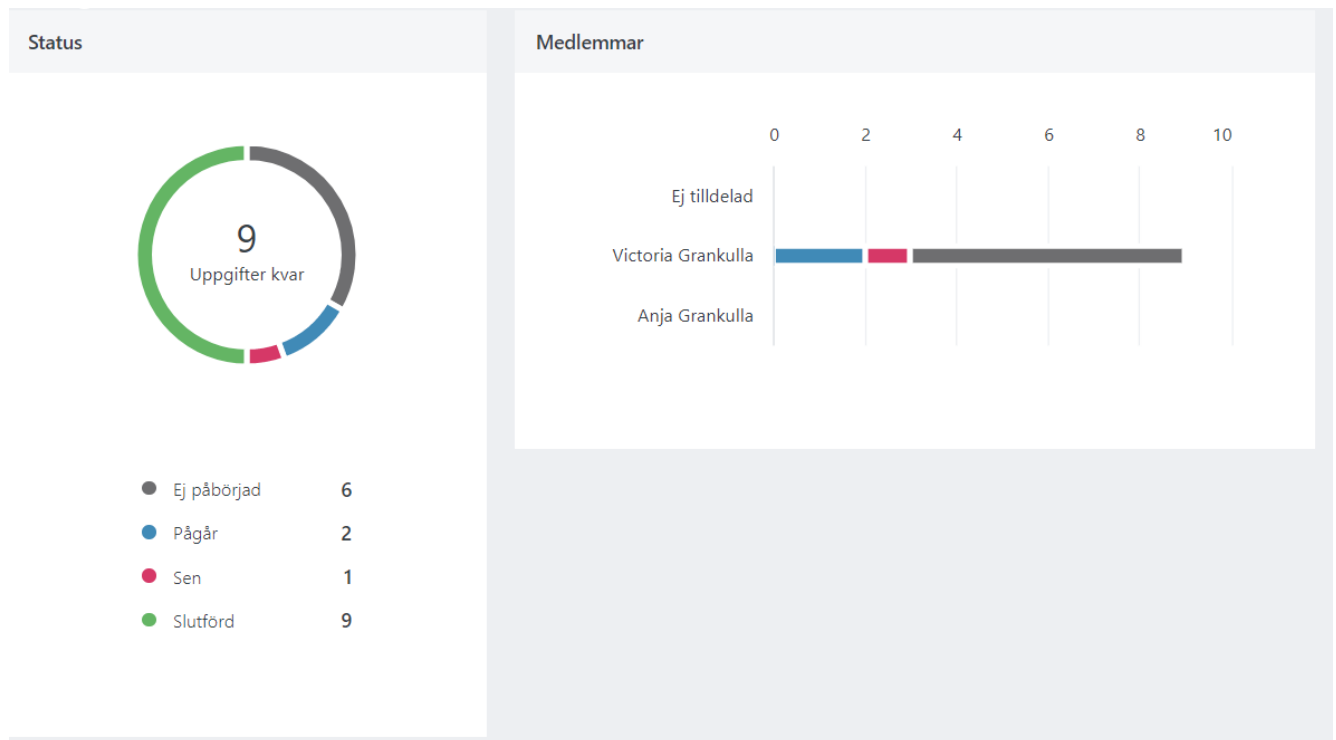 Status
9
Uppgifter kvar
Ej påbörjad 6
Pågår 2
Sen 1
Slutförd 9
Medlemmar
0 2 4 6 8 10
Ej tilldelad
Victoria Grankulla
Anja Grankulla